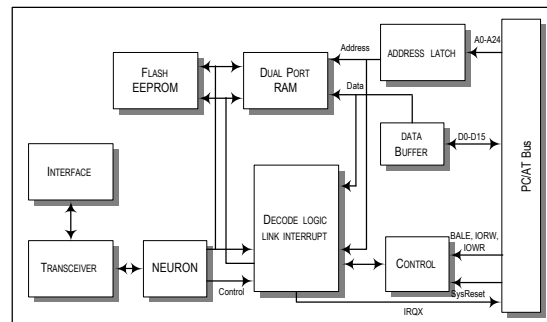 Address
ADDRESS LATCH
A0-A24
FLASH
EEPROM
DUAL PORT
RAM
Data
DATA
BUFFER
D0-D15
PC/AT Bus
INTERFACE
DECODE LOGIC
LINK INTERRUPT
BALE, IORW,
IOWR
TRANSCEIVER
NEURON
CONTROL
Control
SysReset
IRQX